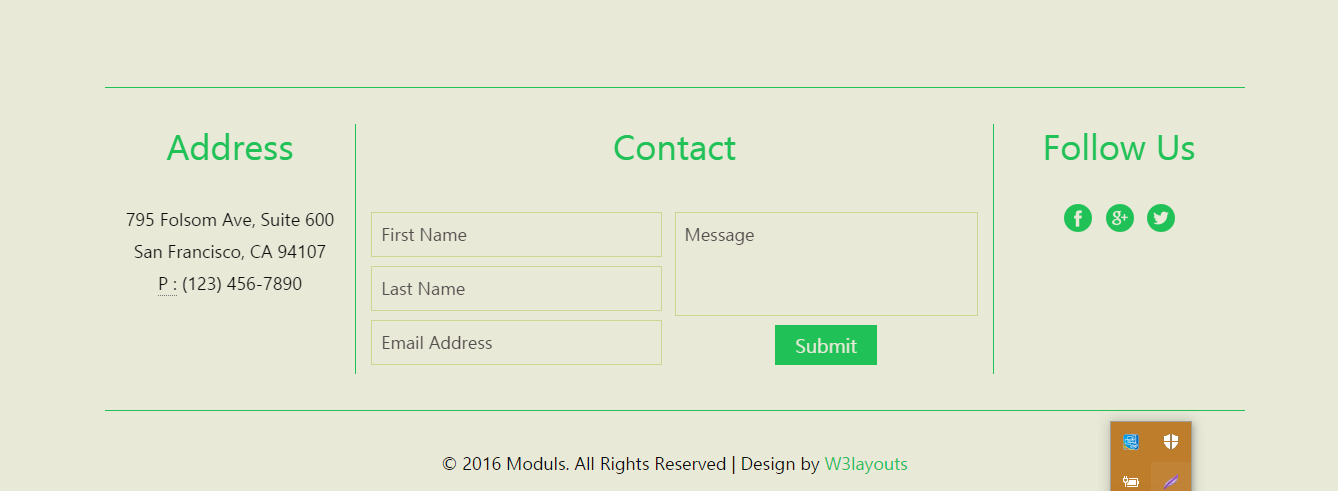 Address
795 Folsom Ave, Suite 600
San Francisco, CA 94107
P : (123) 456-7890
Contact
First Name
Last Name
Email Address
Message
Submit
Follow Us
© 2016 Moduls. All Rights Reserved | Design by W3layouts